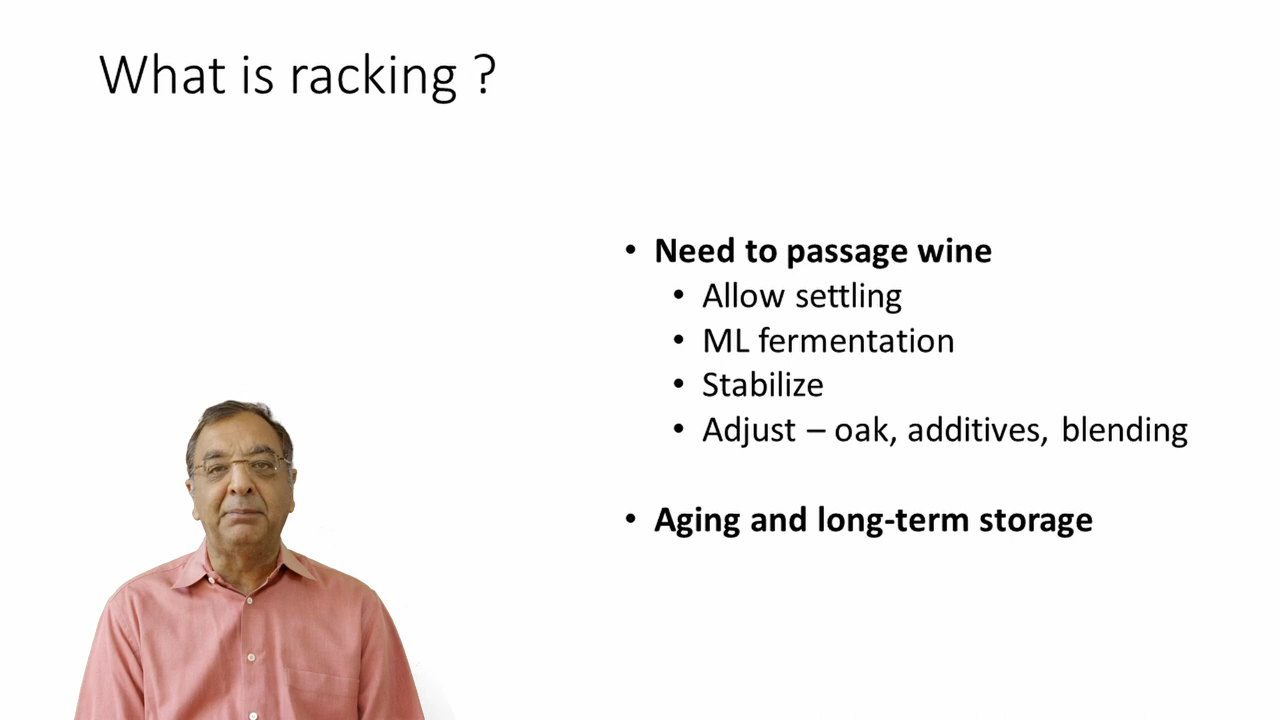 What is racking ?
• Need to passage wine
• Allow settling
• ML fermentation
• Stabilize
• Adjust – oak, additives, blending
• Aging and long-term storage